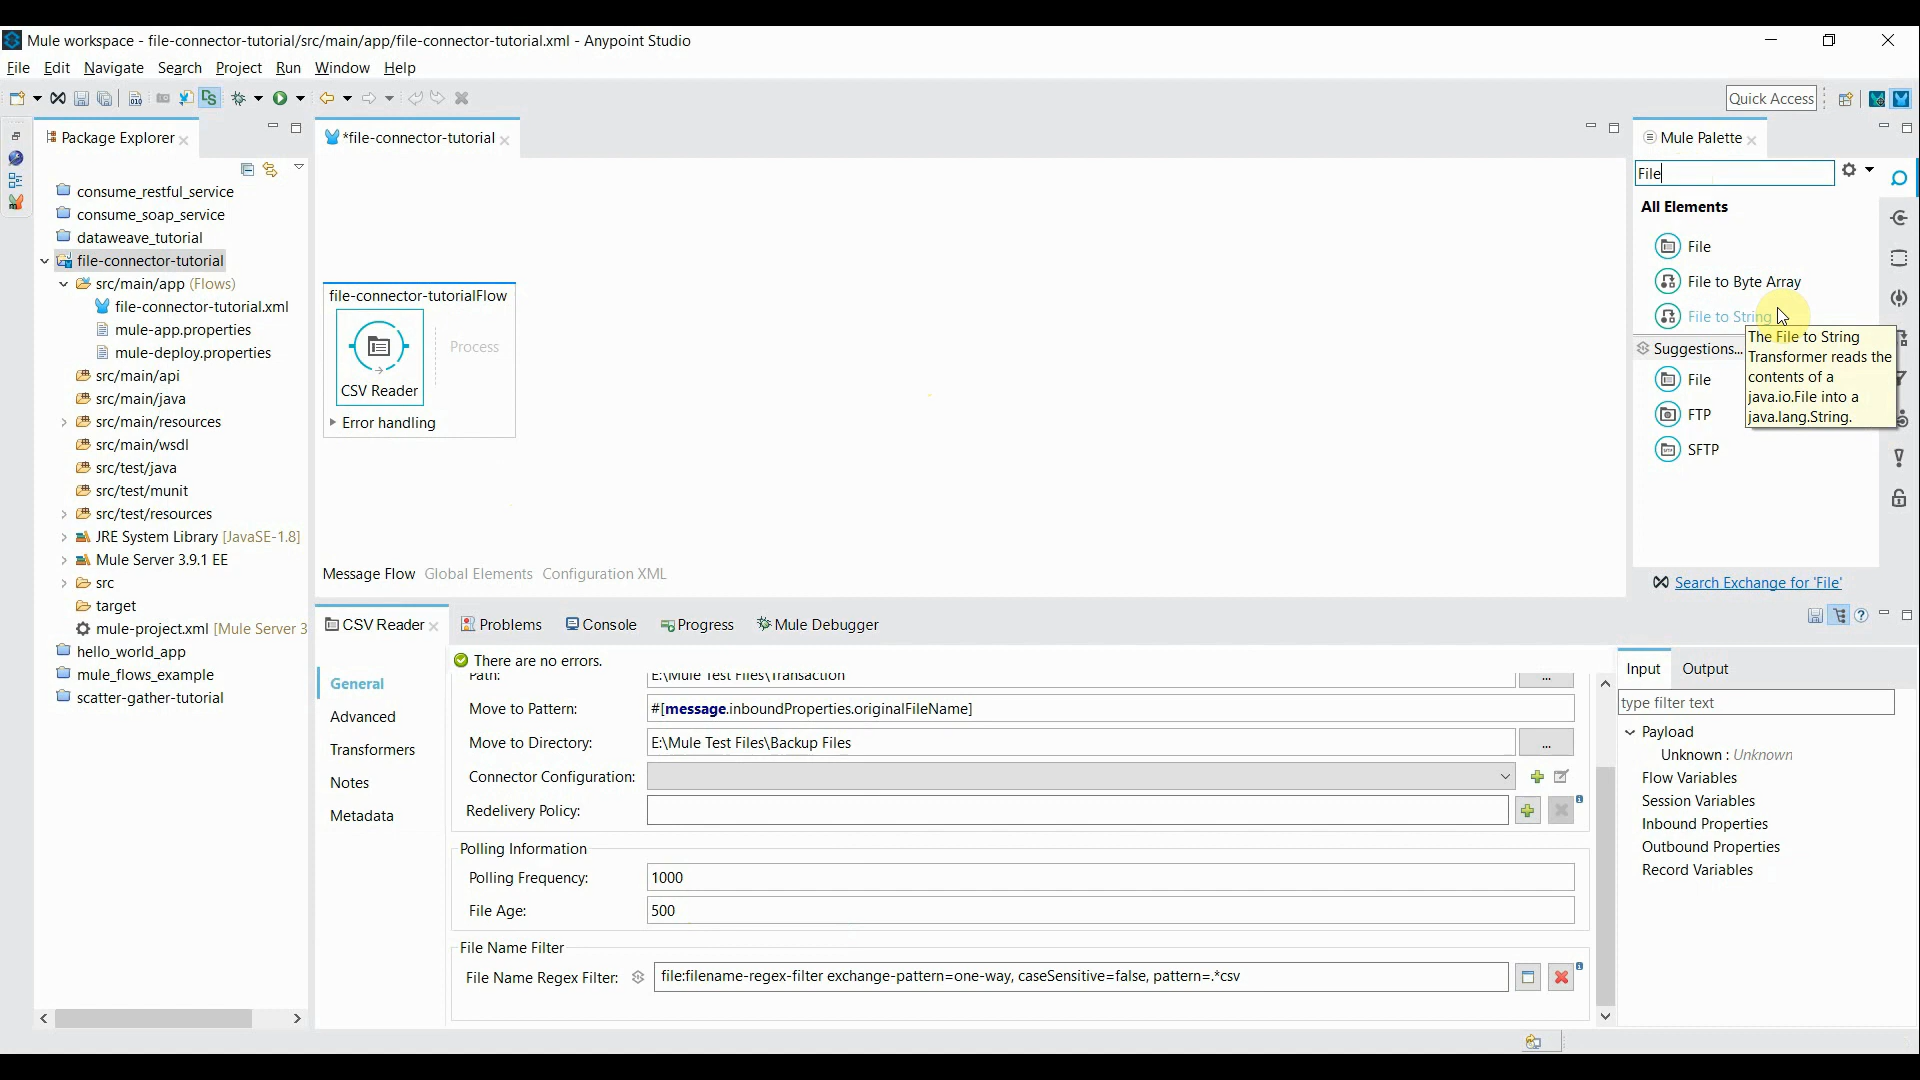 Mule workspace - file-connector-tutorial/src/main/app/file-connector-tutorial.xml - Anypoint Studio
File Edit Navigate Search Project Run Window Help
Quick Access
Package Explorer
consume_restful_service
consume_soap_service
dataweave_tutorial
file-connector-tutorial
src/main/app (Flows)
file-connector-tutorial.xml
mule-app.properties
mule-deploy.properties
src/main/api
src/main/java
src/main/resources
src/main/wsdl
src/test/java
src/test/munit
src/test/resources
JRE System Library [JavaSE-1.8]
Mule Server 3.9.1 EE
src
target
mule-project.xml [Mule Server 3
hello_world_app
mule_flows_example
scatter-gather-tutorial
*file-connector-tutorial
file-connector-tutorialFlow
Process
CSV Reader
Error handling
Message Flow Global Elements Configuration XML
Mule Palette
File
All Elements
File
File to Byte Array
File to String
The File to String
Transformer reads the
contents of a
java.io.File into a
java.lang.String.
Suggestions...
File
FTP
SFTP
Search Exchange for 'File'
CSV Reader Problems Console Progress Mule Debugger
There are no errors.
General
Advanced
Transformers
Notes
Metadata
Path: E:\Mule Test Files\Transaction ...
Move to Pattern: #[message.inboundProperties.originalFileName]
Move to Directory: E:\Mule Test Files\Backup Files ...
Connector Configuration:
Redelivery Policy:
Polling Information
Polling Frequency: 1000
File Age: 500
File Name Filter
File Name Regex Filter: file:filename-regex-filter exchange-pattern=one-way, caseSensitive=false, pattern=.*csv
Input Output
type filter text
Payload
Unknown : Unknown
Flow Variables
Session Variables
Inbound Properties
Outbound Properties
Record Variables